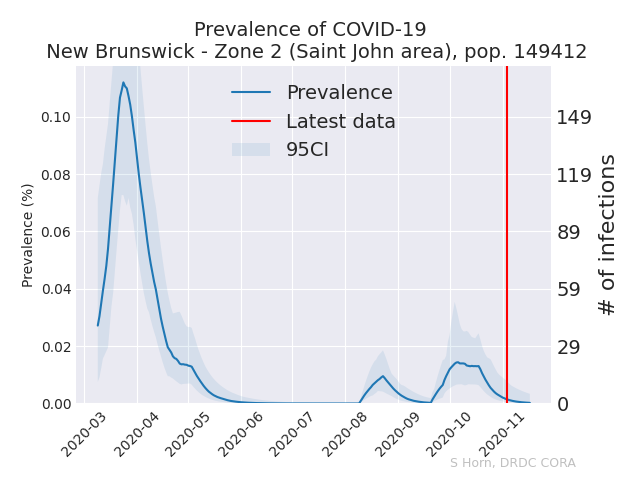 Prevalence of COVID-19
New Brunswick - Zone 2 (Saint John area), pop. 149412
Prevalence
Latest data
95CI
Prevalence (%)
0.10
0.08
0.06
0.04
0.02
0.00
149
119
89
59
29
0
# of infections
2020-03
2020-04
2020-05
2020-06
2020-07
2020-08
2020-09
2020-10
2020-11
S Horn, DRDC CORA